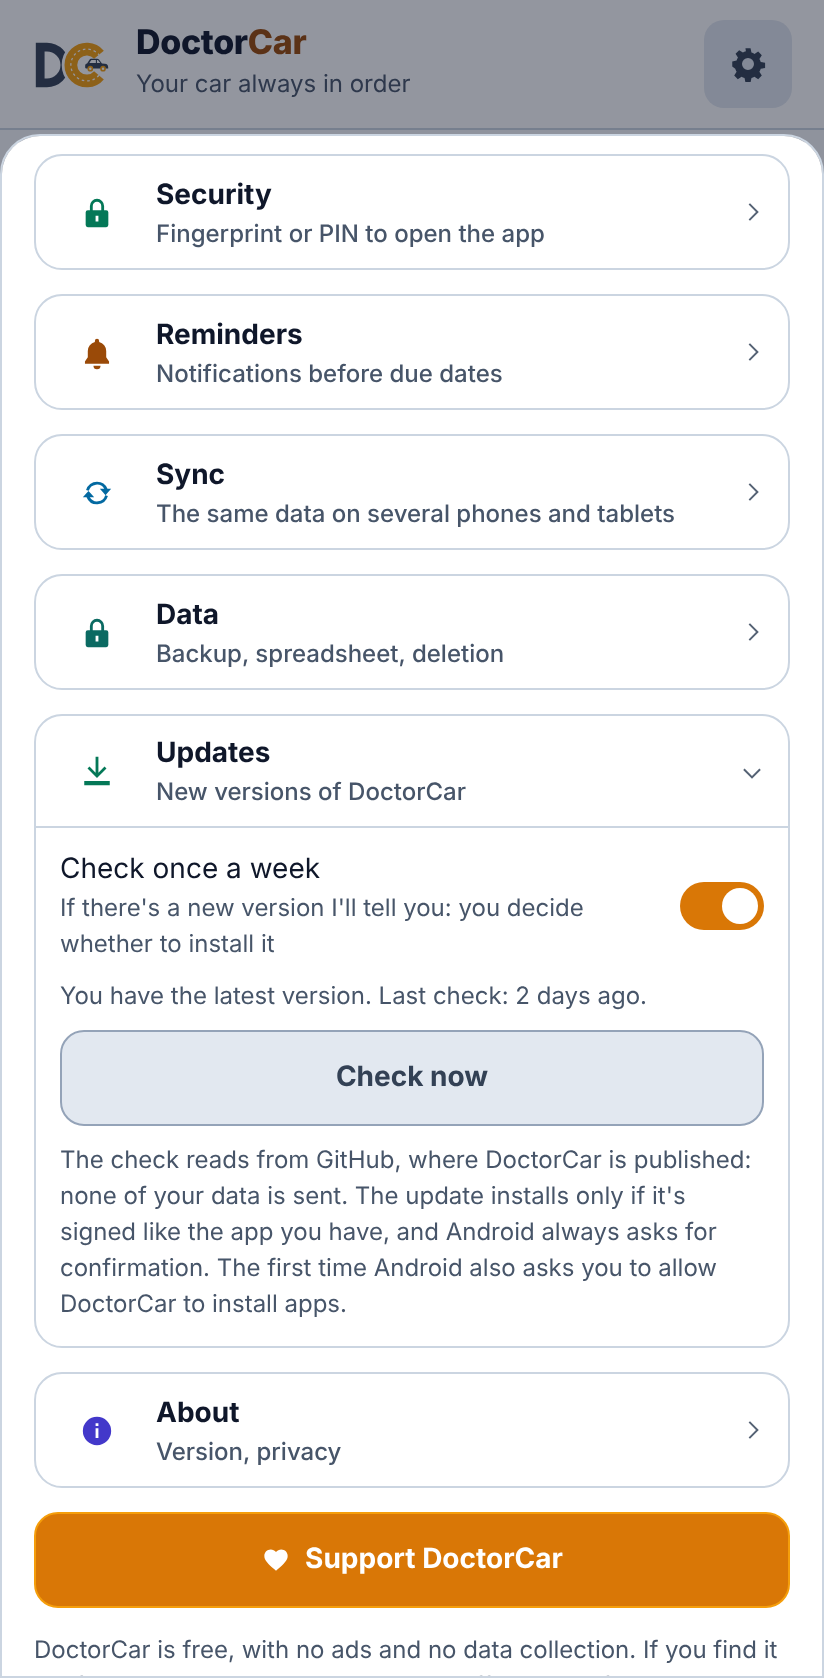 DC
DoctorCar
Your car always in order
Security
Fingerprint or PIN to open the app
Reminders
Notifications before due dates
Sync
The same data on several phones and tablets
Data
Backup, spreadsheet, deletion
Updates
New versions of DoctorCar
Check once a week
If there's a new version I'll tell you: you decide
whether to install it
You have the latest version. Last check: 2 days ago.
Check now
The check reads from GitHub, where DoctorCar is published:
none of your data is sent. The update installs only if it's
signed like the app you have, and Android always asks for
confirmation. The first time Android also asks you to allow
DoctorCar to install apps.
About
Version, privacy
Support DoctorCar
DoctorCar is free, with no ads and no data collection. If you find it